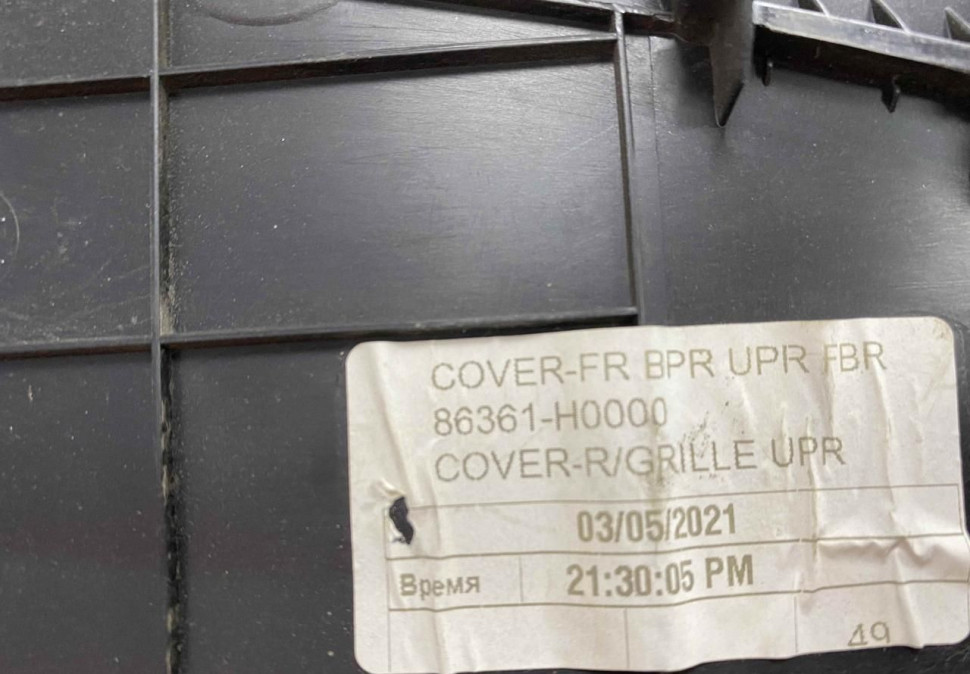 COVER-FR BPR UPR FBR
86361-H0000
COVER-R/GRILLE UPR
03/05/2021
Время 21:30:05 PM
49